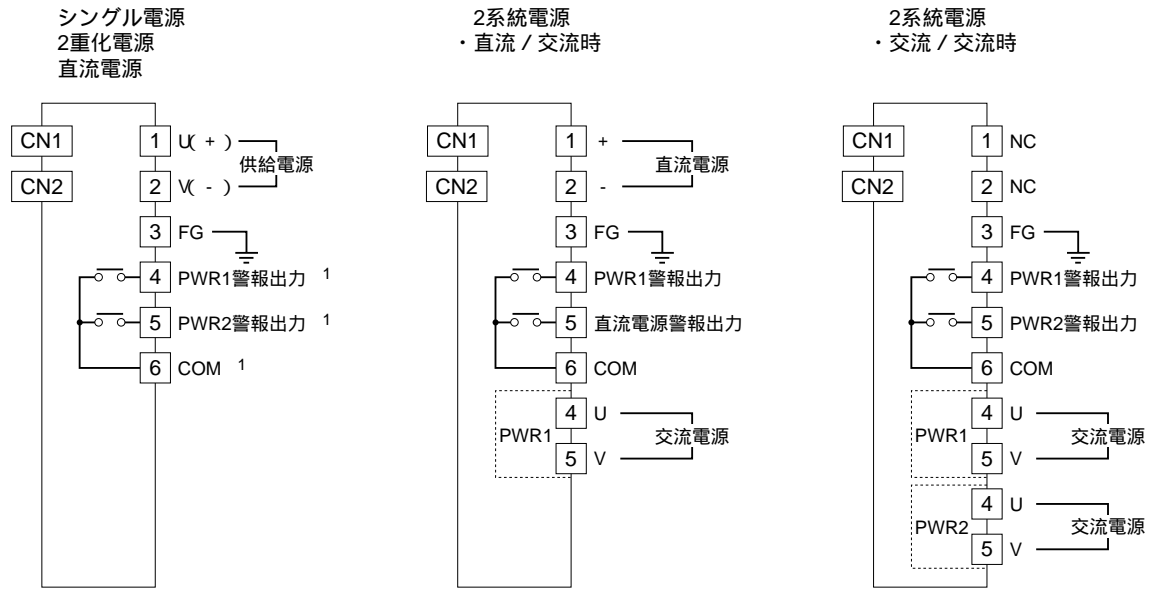 シングル電源
2重化電源
直流電源
CN1
CN2
1 U( + )
供給電源
2 V( - )
3 FG
4 PWR1警報出力 1
5 PWR2警報出力 1
6 COM 1
2系統電源
・直流 / 交流時
CN1
CN2
1 +
直流電源
2 -
3 FG
4 PWR1警報出力
5 直流電源警報出力
6 COM
PWR1
4 U
交流電源
5 V
2系統電源
・交流 / 交流時
CN1
CN2
1 NC
2 NC
3 FG
4 PWR1警報出力
5 PWR2警報出力
6 COM
PWR1
4 U
交流電源
5 V
PWR2
4 U
交流電源
5 V